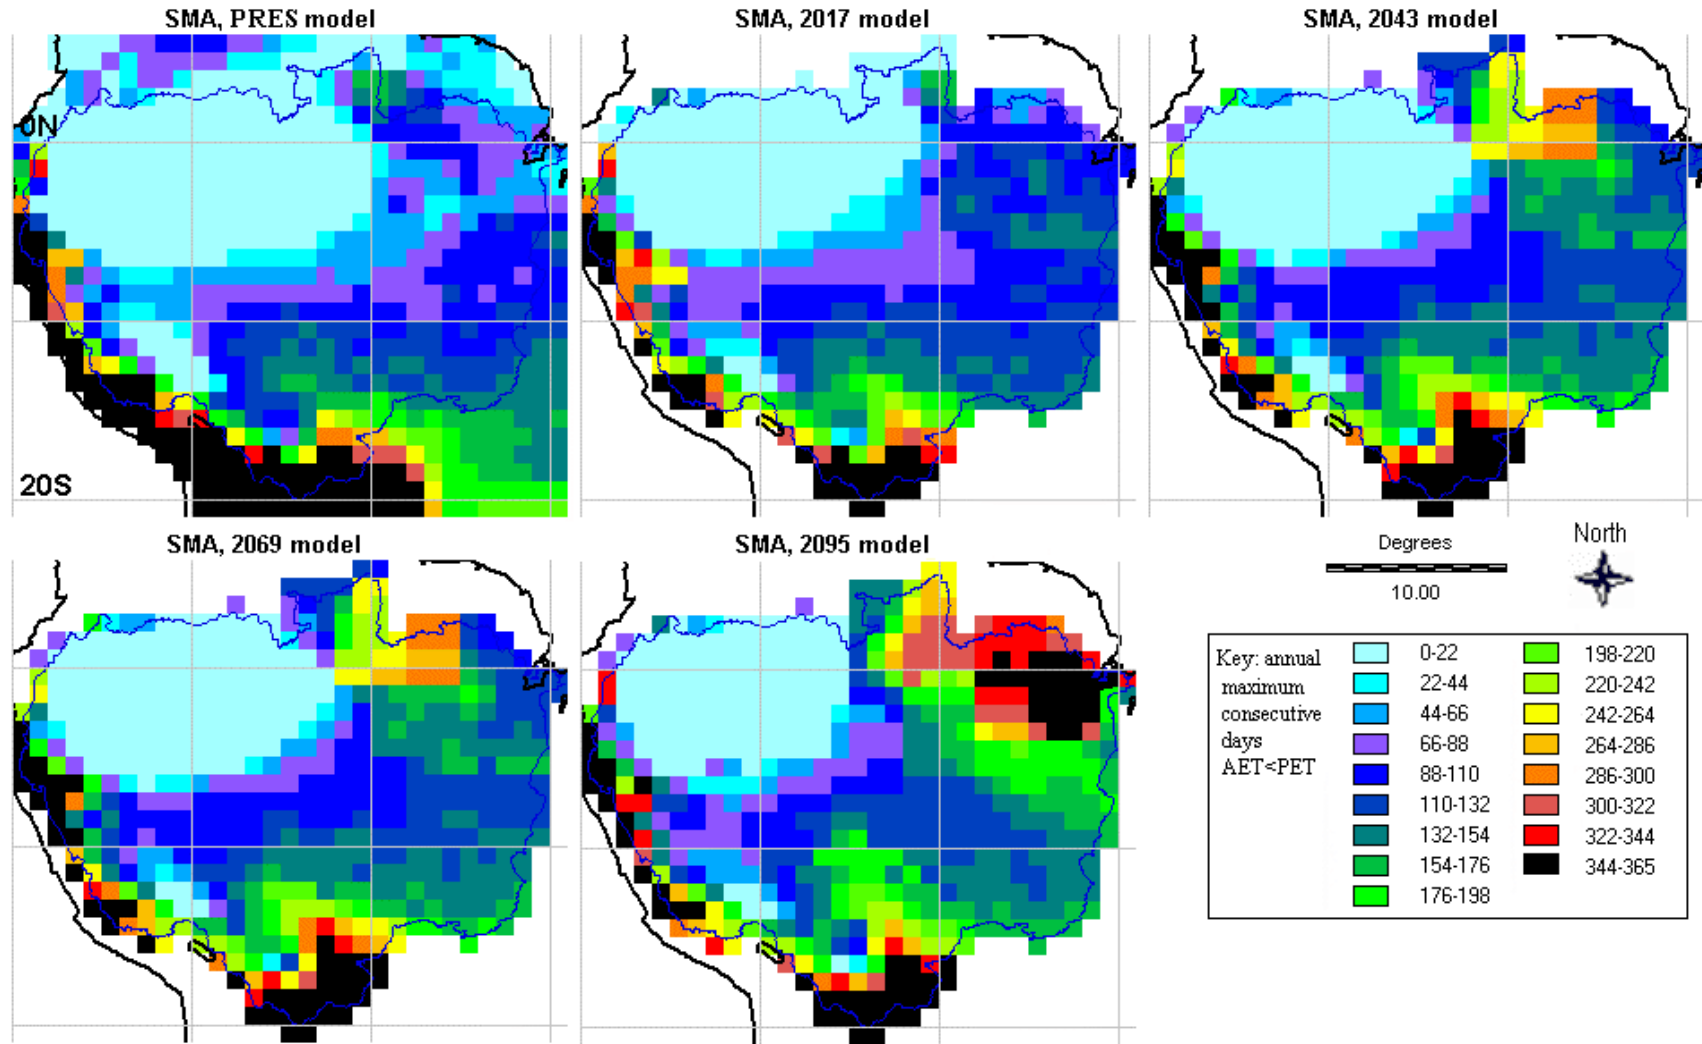 SMA, PRES model
SMA, 2017 model
SMA, 2043 model
0N
20S
SMA, 2069 model
SMA, 2095 model
Degrees
10.00
North
Key: annual
maximum
consecutive
days
AET<PET
0-22
22-44
44-66
66-88
88-110
110-132
132-154
154-176
176-198
198-220
220-242
242-264
264-286
286-300
300-322
322-344
344-365